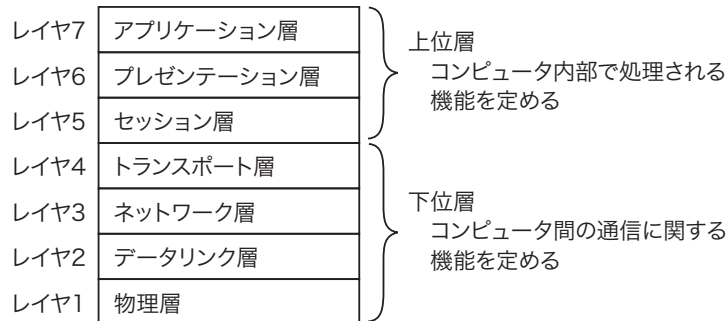 レイヤ7 アプリケーション層
レイヤ6 プレゼンテーション層
レイヤ5 セッション層
レイヤ4 トランスポート層
レイヤ3 ネットワーク層
レイヤ2 データリンク層
レイヤ1 物理層
上位層
コンピュータ内部で処理される
機能を定める
下位層
コンピュータ間の通信に関する
機能を定める